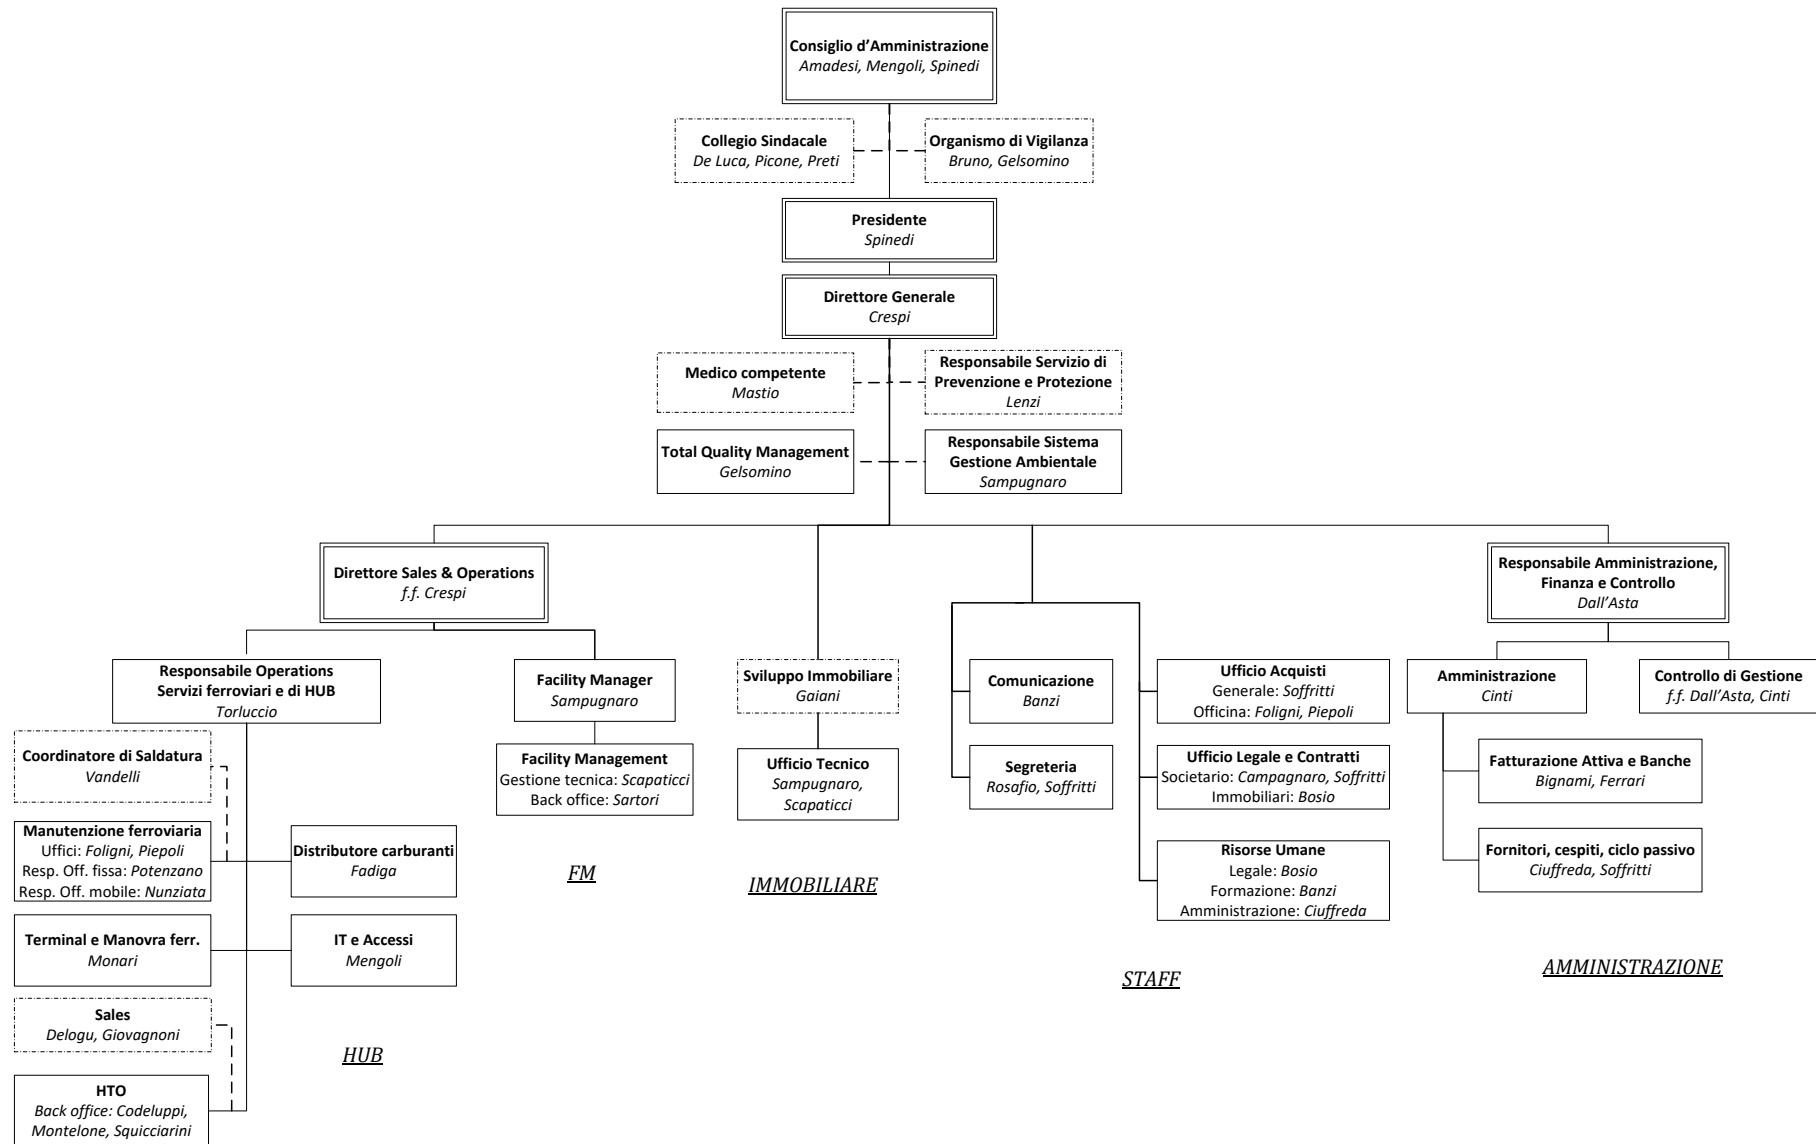 Consiglio d'Amministrazione
Amadesi, Mengoli, Spinedi
Collegio Sindacale
De Luca, Picone, Preti
Organismo di Vigilanza
Bruno, Gelsomino
Presidente
Spinedi
Direttore Generale
Crespi
Medico competente
Mastio
Responsabile Servizio di
Prevenzione e Protezione
Lenzi
Total Quality Management
Gelsomino
Responsabile Sistema
Gestione Ambientale
Sampugnaro
Direttore Sales & Operations
f.f. Crespi
Responsabile Amministrazione,
Finanza e Controllo
Dall'Asta
Responsabile Operations
Servizi ferroviari e di HUB
Torluccio
Facility Manager
Sampugnaro
Sviluppo Immobiliare
Gaiani
Comunicazione
Banzi
Ufficio Acquisti
Generale: Soffritti
Officina: Foligni, Piepoli
Amministrazione
Cinti
Controllo di Gestione
f.f. Dall'Asta, Cinti
Coordinatore di Saldatura
Vandelli
Facility Management
Gestione tecnica: Scapaticci
Back office: Sartori
Ufficio Tecnico
Sampugnaro,
Scapaticci
Segreteria
Rosafio, Soffritti
Ufficio Legale e Contratti
Societario: Campagnaro, Soffritti
Immobiliari: Bosio
Fatturazione Attiva e Banche
Bignami, Ferrari
Manutenzione ferroviaria
Uffici: Foligni, Piepoli
Resp. Off. fissa: Potenzano
Resp. Off. mobile: Nunziata
Distributore carburanti
Fadiga
FM
IMMOBILIARE
Risorse Umane
Legale: Bosio
Formazione: Banzi
Amministrazione: Ciuffreda
Fornitori, cespiti, ciclo passivo
Ciuffreda, Soffritti
Terminal e Manovra ferr.
Monari
IT e Accessi
Mengoli
STAFF
AMMINISTRAZIONE
Sales
Delogu, Giovagnoni
HUB
HTO
Back office: Codeluppi,
Montelone, Squicciarini